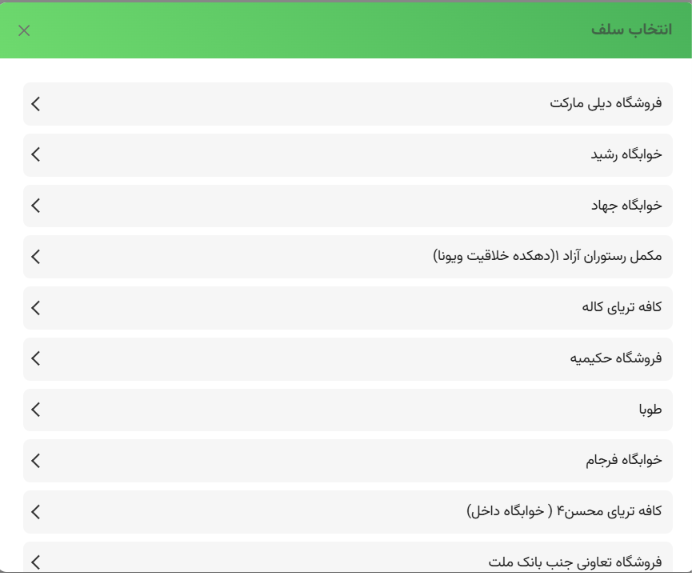 انتخاب سلف
فروشگاه دیلی مارکت
خوابگاه رشید
خوابگاه جهاد
مکمل رستوران آزاد ۱(دهکده خلاقیت ویونا)
کافه تریای کاله
فروشگاه حکیمیه
طوبا
خوابگاه فرجام
کافه تریای محسن۴ ( خوابگاه داخل)
فروشگاه تعاونی جنب بانک ملت